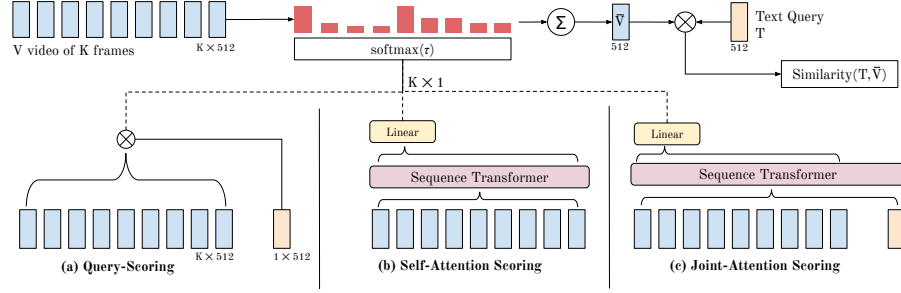 V video of K frames
K × 512
softmax(τ)
Σ
V̄
512
512
Text Query
T
Similarity(T,V̄)
K × 1
Linear
Sequence Transformer
Linear
Sequence Transformer
K × 512
1 × 512
(a) Query-Scoring
(b) Self-Attention Scoring
(c) Joint-Attention Scoring